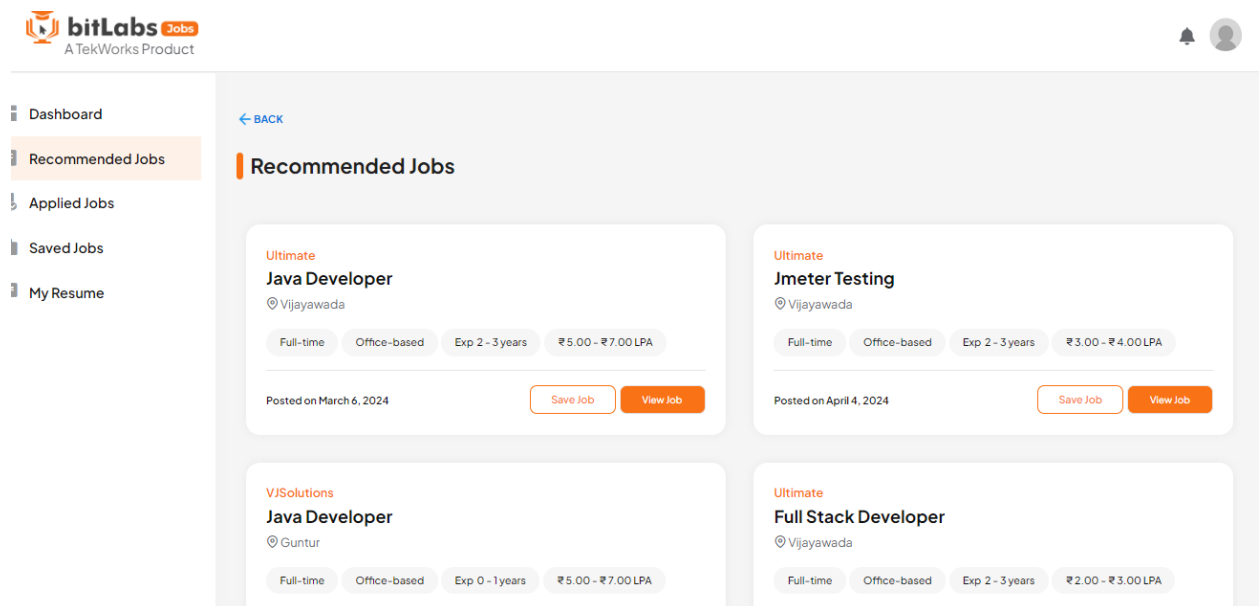 bitLabs Jobs
A TekWorks Product
Dashboard
Recommended Jobs
Applied Jobs
Saved Jobs
My Resume
BACK
Recommended Jobs
Ultimate
Java Developer
Vijayawada
Full-time Office-based Exp 2 - 3 years ₹ 5.00 - ₹ 7.00 LPA
Posted on March 6, 2024 Save Job View Job
Ultimate
Jmeter Testing
Vijayawada
Full-time Office-based Exp 2 - 3 years ₹ 3.00 - ₹ 4.00 LPA
Posted on April 4, 2024 Save Job View Job
VJSolutions
Java Developer
Guntur
Full-time Office-based Exp 0 - 1 years ₹ 5.00 - ₹ 7.00 LPA
Ultimate
Full Stack Developer
Vijayawada
Full-time Office-based Exp 2 - 3 years ₹ 2.00 - ₹ 3.00 LPA